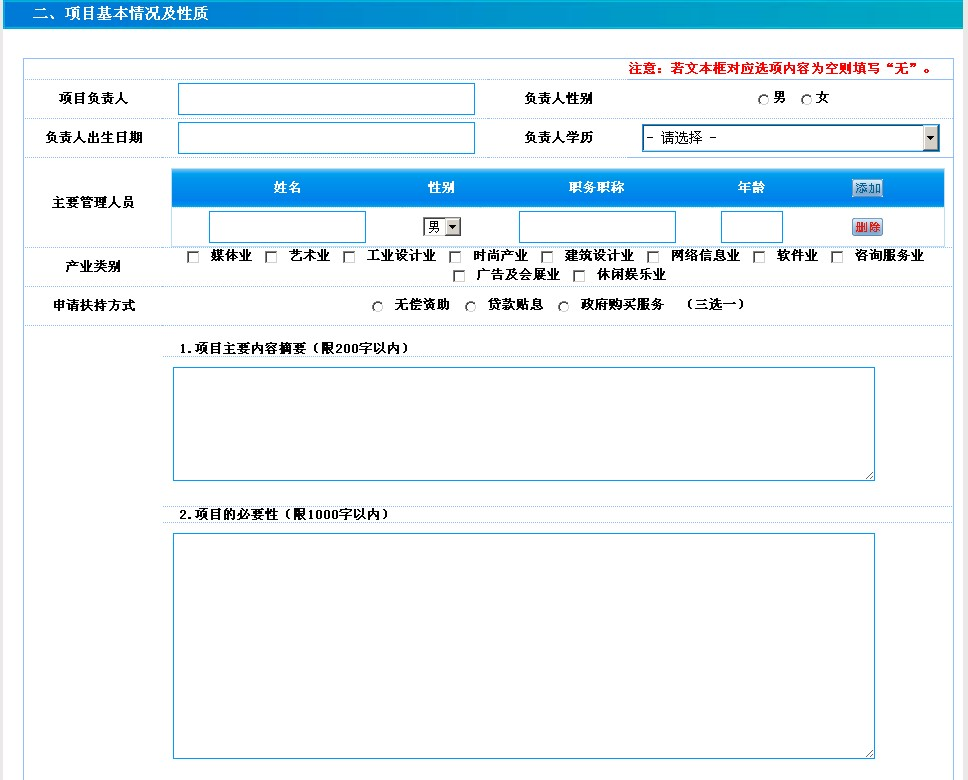 二、项目基本情况及性质
注意：若文本框对应选项内容为空则填写“无”。
项目负责人 负责人性别 男 女
负责人出生日期 负责人学历 - 请选择 -
主要管理人员 姓名 性别 职务职称 年龄 添加
男 删除
产业类别 媒体业 艺术业 工业设计业 时尚产业 建筑设计业 网络信息业 软件业 咨询服务业
广告及会展业 休闲娱乐业
申请扶持方式 无偿资助 贷款贴息 政府购买服务 （三选一）
1.项目主要内容摘要（限200字以内）
2.项目的必要性（限1000字以内）